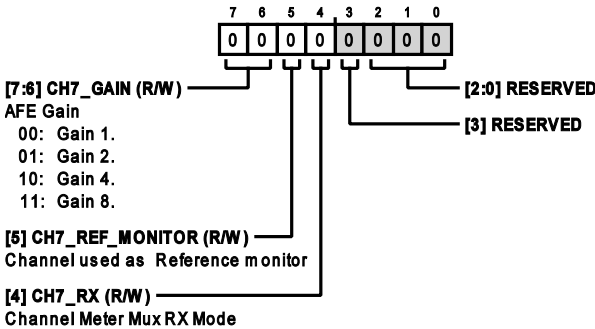 7 6 5 4 3 2 1 0
0 0 0 0 0 0 0 0
[7:6] CH7_GAIN (R/W)
AFE Gain
00: Gain 1.
01: Gain 2.
10: Gain 4.
11: Gain 8.
[5] CH7_REF_MONITOR (R/W)
Channel used as Reference monitor
[4] CH7_RX (R/W)
Channel Meter Mux RX Mode
[2:0] RESERVED
[3] RESERVED